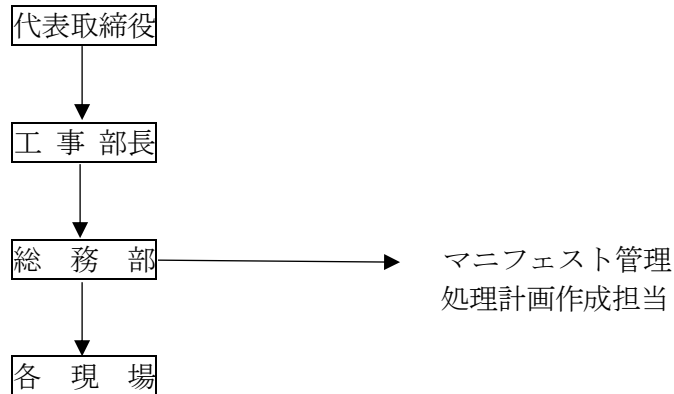 代表取締役
工 事 部長
総 務 部
マニフェスト管理
処理計画作成担当
各 現 場